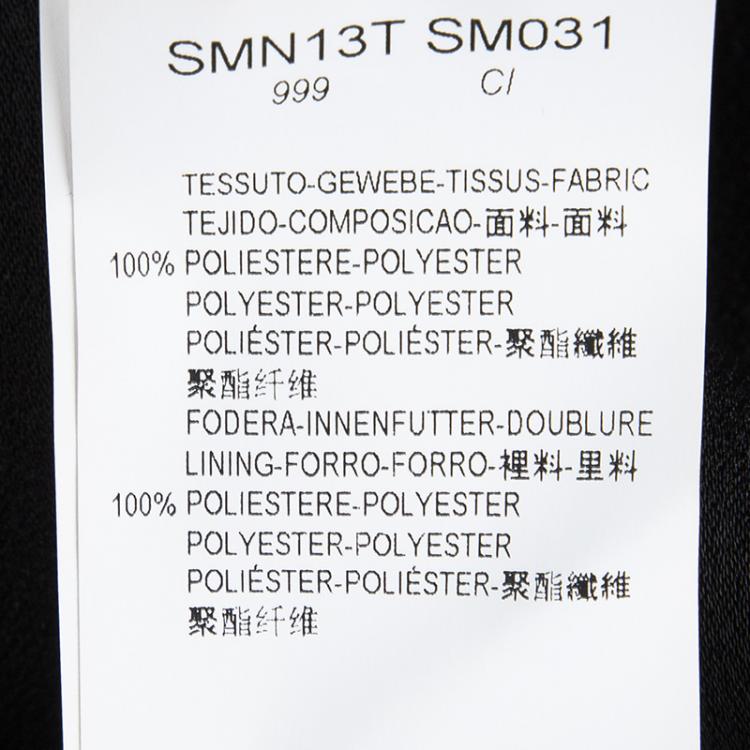 SMN13T SM031
999 CI
TESSUTO-GEWEBE-TISSUS-FABRIC
TEJIDO-COMPOSICAO-面料-面料
100% POLIESTERE-POLYESTER
POLYESTER-POLYESTER
POLIÉSTER-POLIÉSTER-聚酯纖維
聚酯纤维
FODERA-INNENFUTTER-DOUBLURE
LINING-FORRO-FORRO-裡料-里料
100% POLIESTERE-POLYESTER
POLYESTER-POLYESTER
POLIÉSTER-POLIÉSTER-聚酯纖維
聚酯纤维